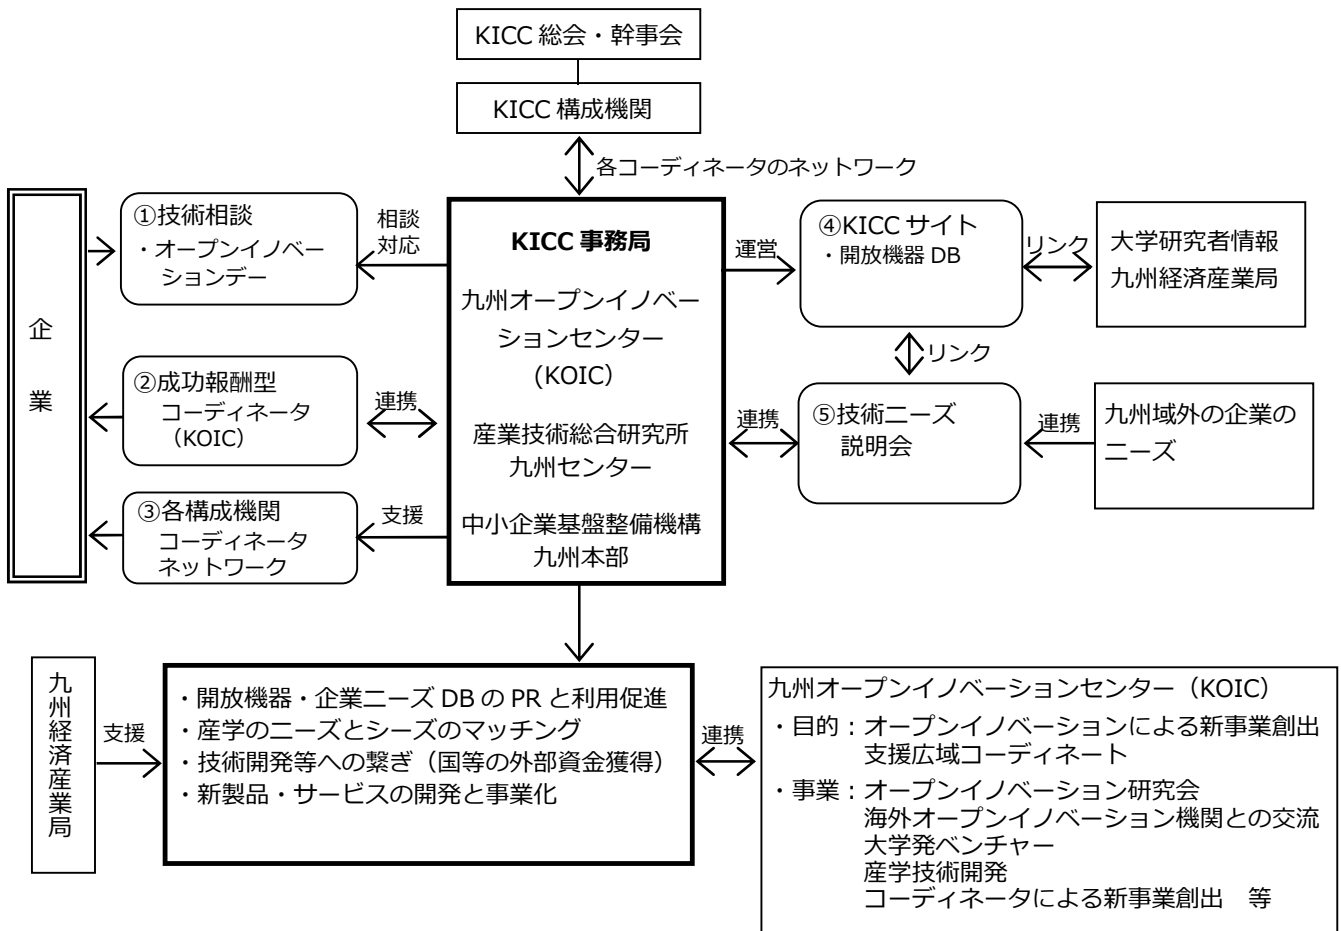 KICC 総会・幹事会
KICC 構成機関
各コーディネータのネットワーク
企
業
①技術相談
・オープンイノベー
ションデー
相談
対応
②成功報酬型
コーディネータ
（KOIC）
連携
③各構成機関
コーディネータ
ネットワーク
支援
KICC 事務局
九州オープンイノベー
ションセンター
(KOIC）
産業技術総合研究所
九州センター
中小企業基盤整備機構
九州本部
運営
④KICC サイト
・開放機器 DB
リンク
大学研究者情報
九州経済産業局
リンク
連携
⑤技術ニーズ
説明会
連携
九州域外の企業の
ニーズ
九州経済産業局
支援
・開放機器・企業ニーズ DB の PR と利用促進
・産学のニーズとシーズのマッチング
・技術開発等への繋ぎ（国等の外部資金獲得）
・新製品・サービスの開発と事業化
連携
九州オープンイノベーションセンター（KOIC）
・目的：オープンイノベーションによる新事業創出
支援広域コーディネート
・事業：オープンイノベーション研究会
海外オープンイノベーション機関との交流
大学発ベンチャー
産学技術開発
コーディネータによる新事業創出　等